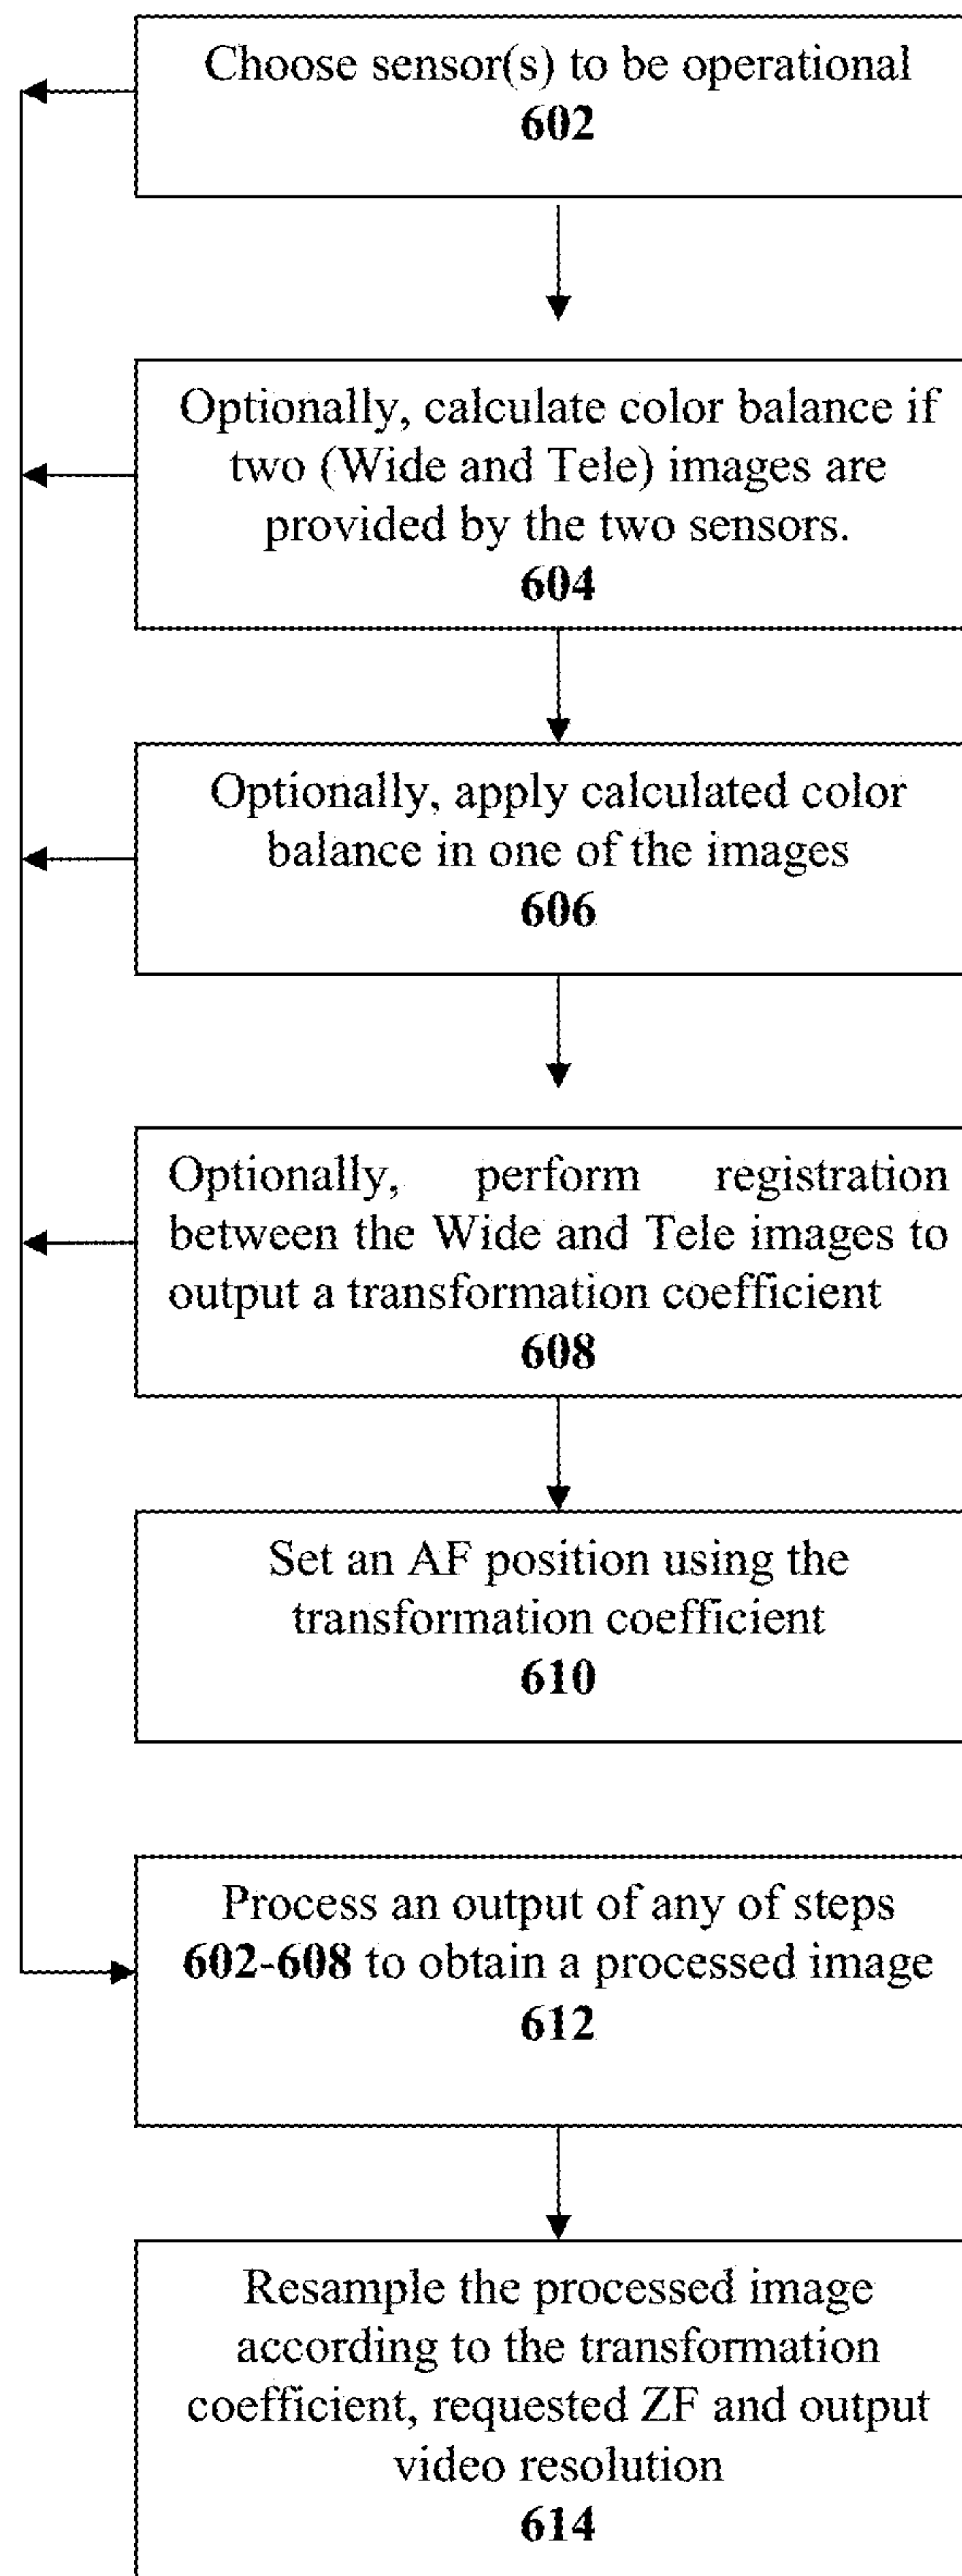 Choose sensor(s) to be operational
602
Optionally, calculate color balance if
two (Wide and Tele) images are
provided by the two sensors.
604
Optionally, apply calculated color
balance in one of the images
606
Optionally, perform registration
between the Wide and Tele images to
output a transformation coefficient
608
Set an AF position using the
transformation coefficient
610
Process an output of any of steps
602-608 to obtain a processed image
612
Resample the processed image
according to the transformation
coefficient, requested ZF and output
video resolution
614